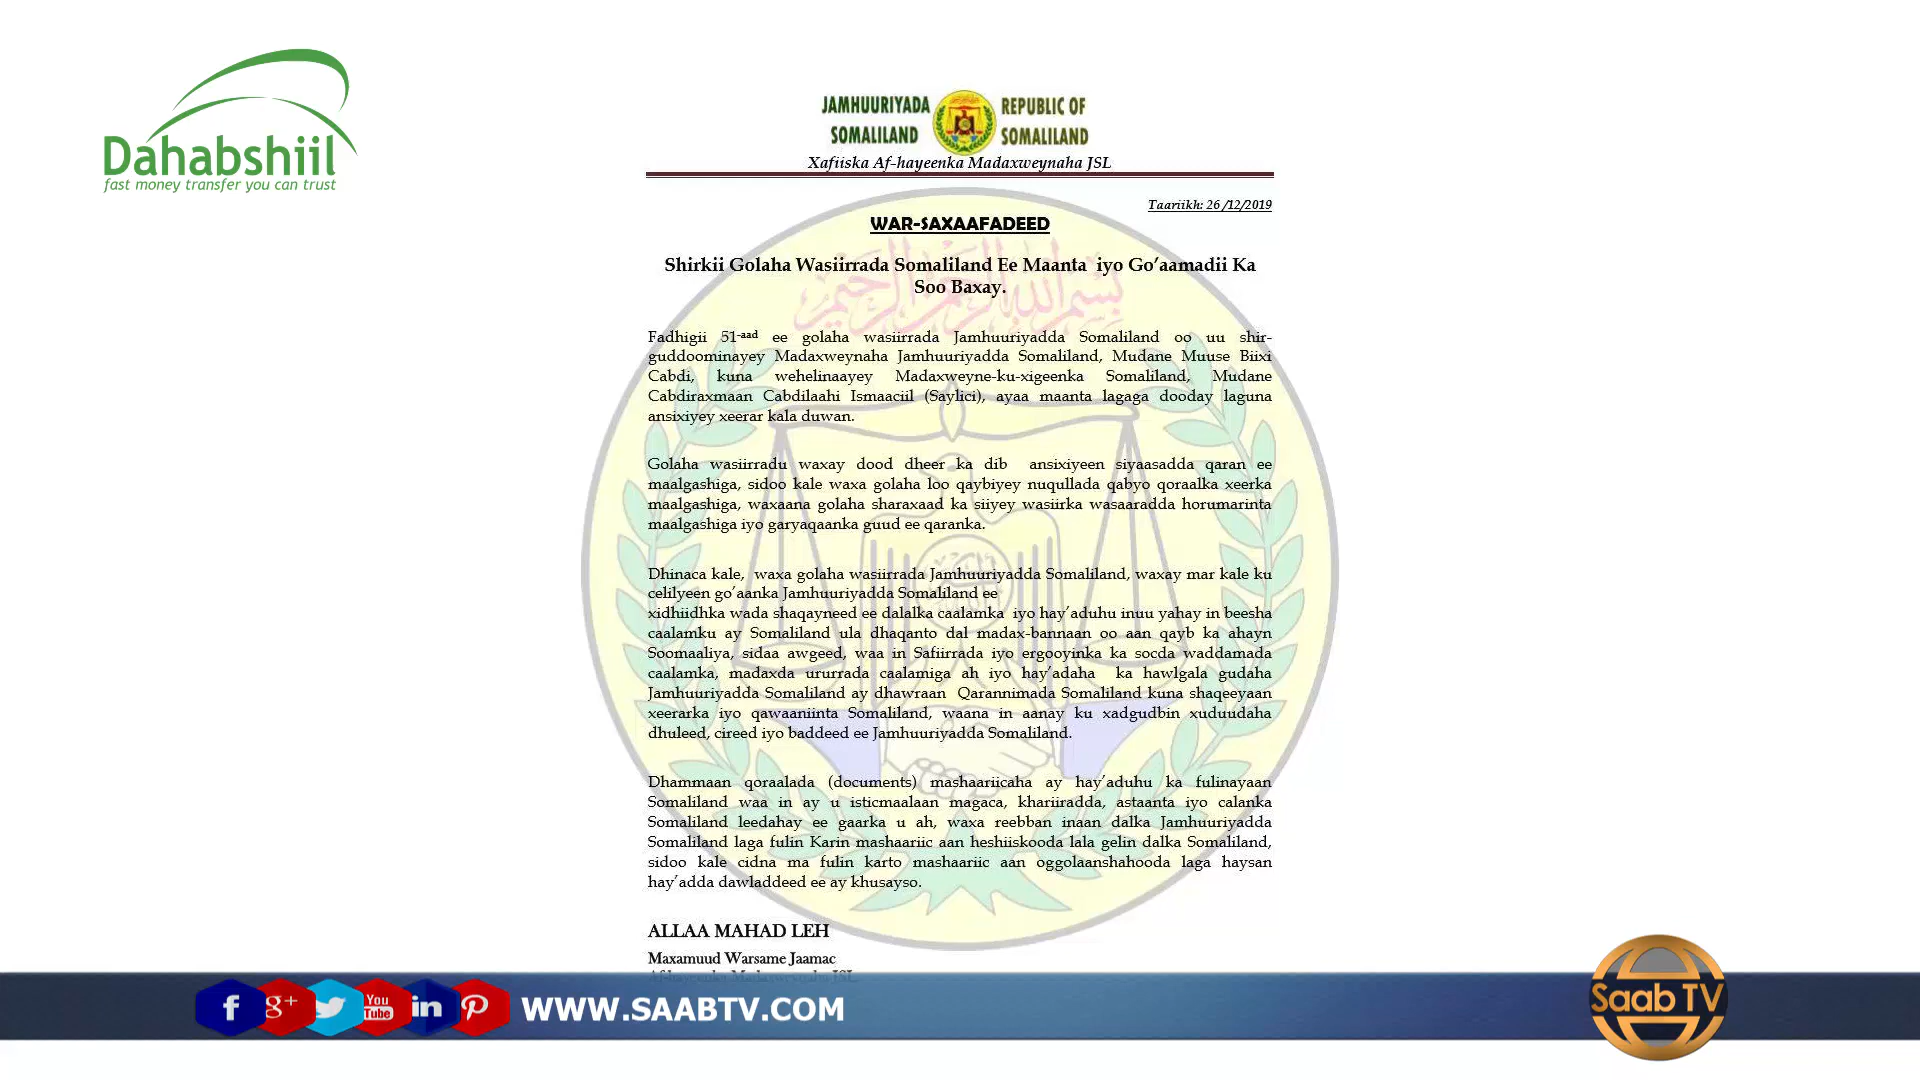 Dahabshiil
fast money transfer you can trust
JAMHUURIYADA REPUBLIC OF
SOMALILAND SOMALILAND
Xafiiska Af-hayeenka Madaxweynaha JSL
Taariikh: 26 /12/2019
WAR-SAXAAFADEED
Shirkii Golaha Wasiirrada Somaliland Ee Maanta iyo Go’aamadii Ka
Soo Baxay.
بسم الله الرحمن الرحيم
Fadhigii 51-aad ee golaha wasiirrada Jamhuuriyadda Somaliland oo uu shir-
guddoominayey Madaxweynaha Jamhuuriyadda Somaliland, Mudane Muuse Biixi
Cabdi, kuna wehelinaayey Madaxweyne-ku-xigeenka Somaliland, Mudane
Cabdiraxmaan Cabdilaahi Ismaaciil (Saylici), ayaa maanta lagaga dooday laguna
ansixiyey xeerar kala duwan.
Golaha wasiirradu waxay dood dheer ka dib ansixiyeen siyaasadda qaran ee
maalgashiga, sidoo kale waxa golaha loo qaybiyey nuqullada qabyo qoraalka xeerka
maalgashiga, waxaana golaha sharaxaad ka siiyey wasiirka wasaaradda horumarinta
maalgashiga iyo garyaqaanka guud ee qaranka.
Dhinaca kale, waxa golaha wasiirrada Jamhuuriyadda Somaliland, waxay mar kale ku
celilyeen go’aanka Jamhuuriyadda Somaliland ee
xidhiidhka wada shaqayneed ee dalalka caalamka iyo hay’aduhu inuu yahay in beesha
caalamku ay Somaliland ula dhaqanto dal madax-bannaan oo aan qayb ka ahayn
Soomaaliya, sidaa awgeed, waa in Safiirrada iyo ergooyinka ka socda waddamada
caalamka, madaxda ururrada caalamiga ah iyo hay’adaha ka hawlgala gudaha
Jamhuuriyadda Somaliland ay dhawraan Qarannimada Somaliland kuna shaqeeyaan
xeerarka iyo qawaaniinta Somaliland, waana in aanay ku xadgudbin xuduudaha
dhuleed, cireed iyo baddeed ee Jamhuuriyadda Somaliland.
Dhammaan qoraalada (documents) mashaariicaha ay hay’aduhu ka fulinayaan
Somaliland waa in ay u isticmaalaan magaca, khariiradda, astaanta iyo calanka
Somaliland leedahay ee gaarka u ah, waxa reebban inaan dalka Jamhuuriyadda
Somaliland laga fulin Karin mashaariic aan heshiiskooda lala gelin dalka Somaliland,
sidoo kale cidna ma fulin karto mashaariic aan oggolaanshahooda laga haysan
hay’adda dawladdeed ee ay khusayso.
ALLAA MAHAD LEH
Maxamuud Warsame Jaamac
Af-hayeenka Madaxweynaha JSL
f g+ You Tube in
WWW.SAABTV.COM
Saab TV